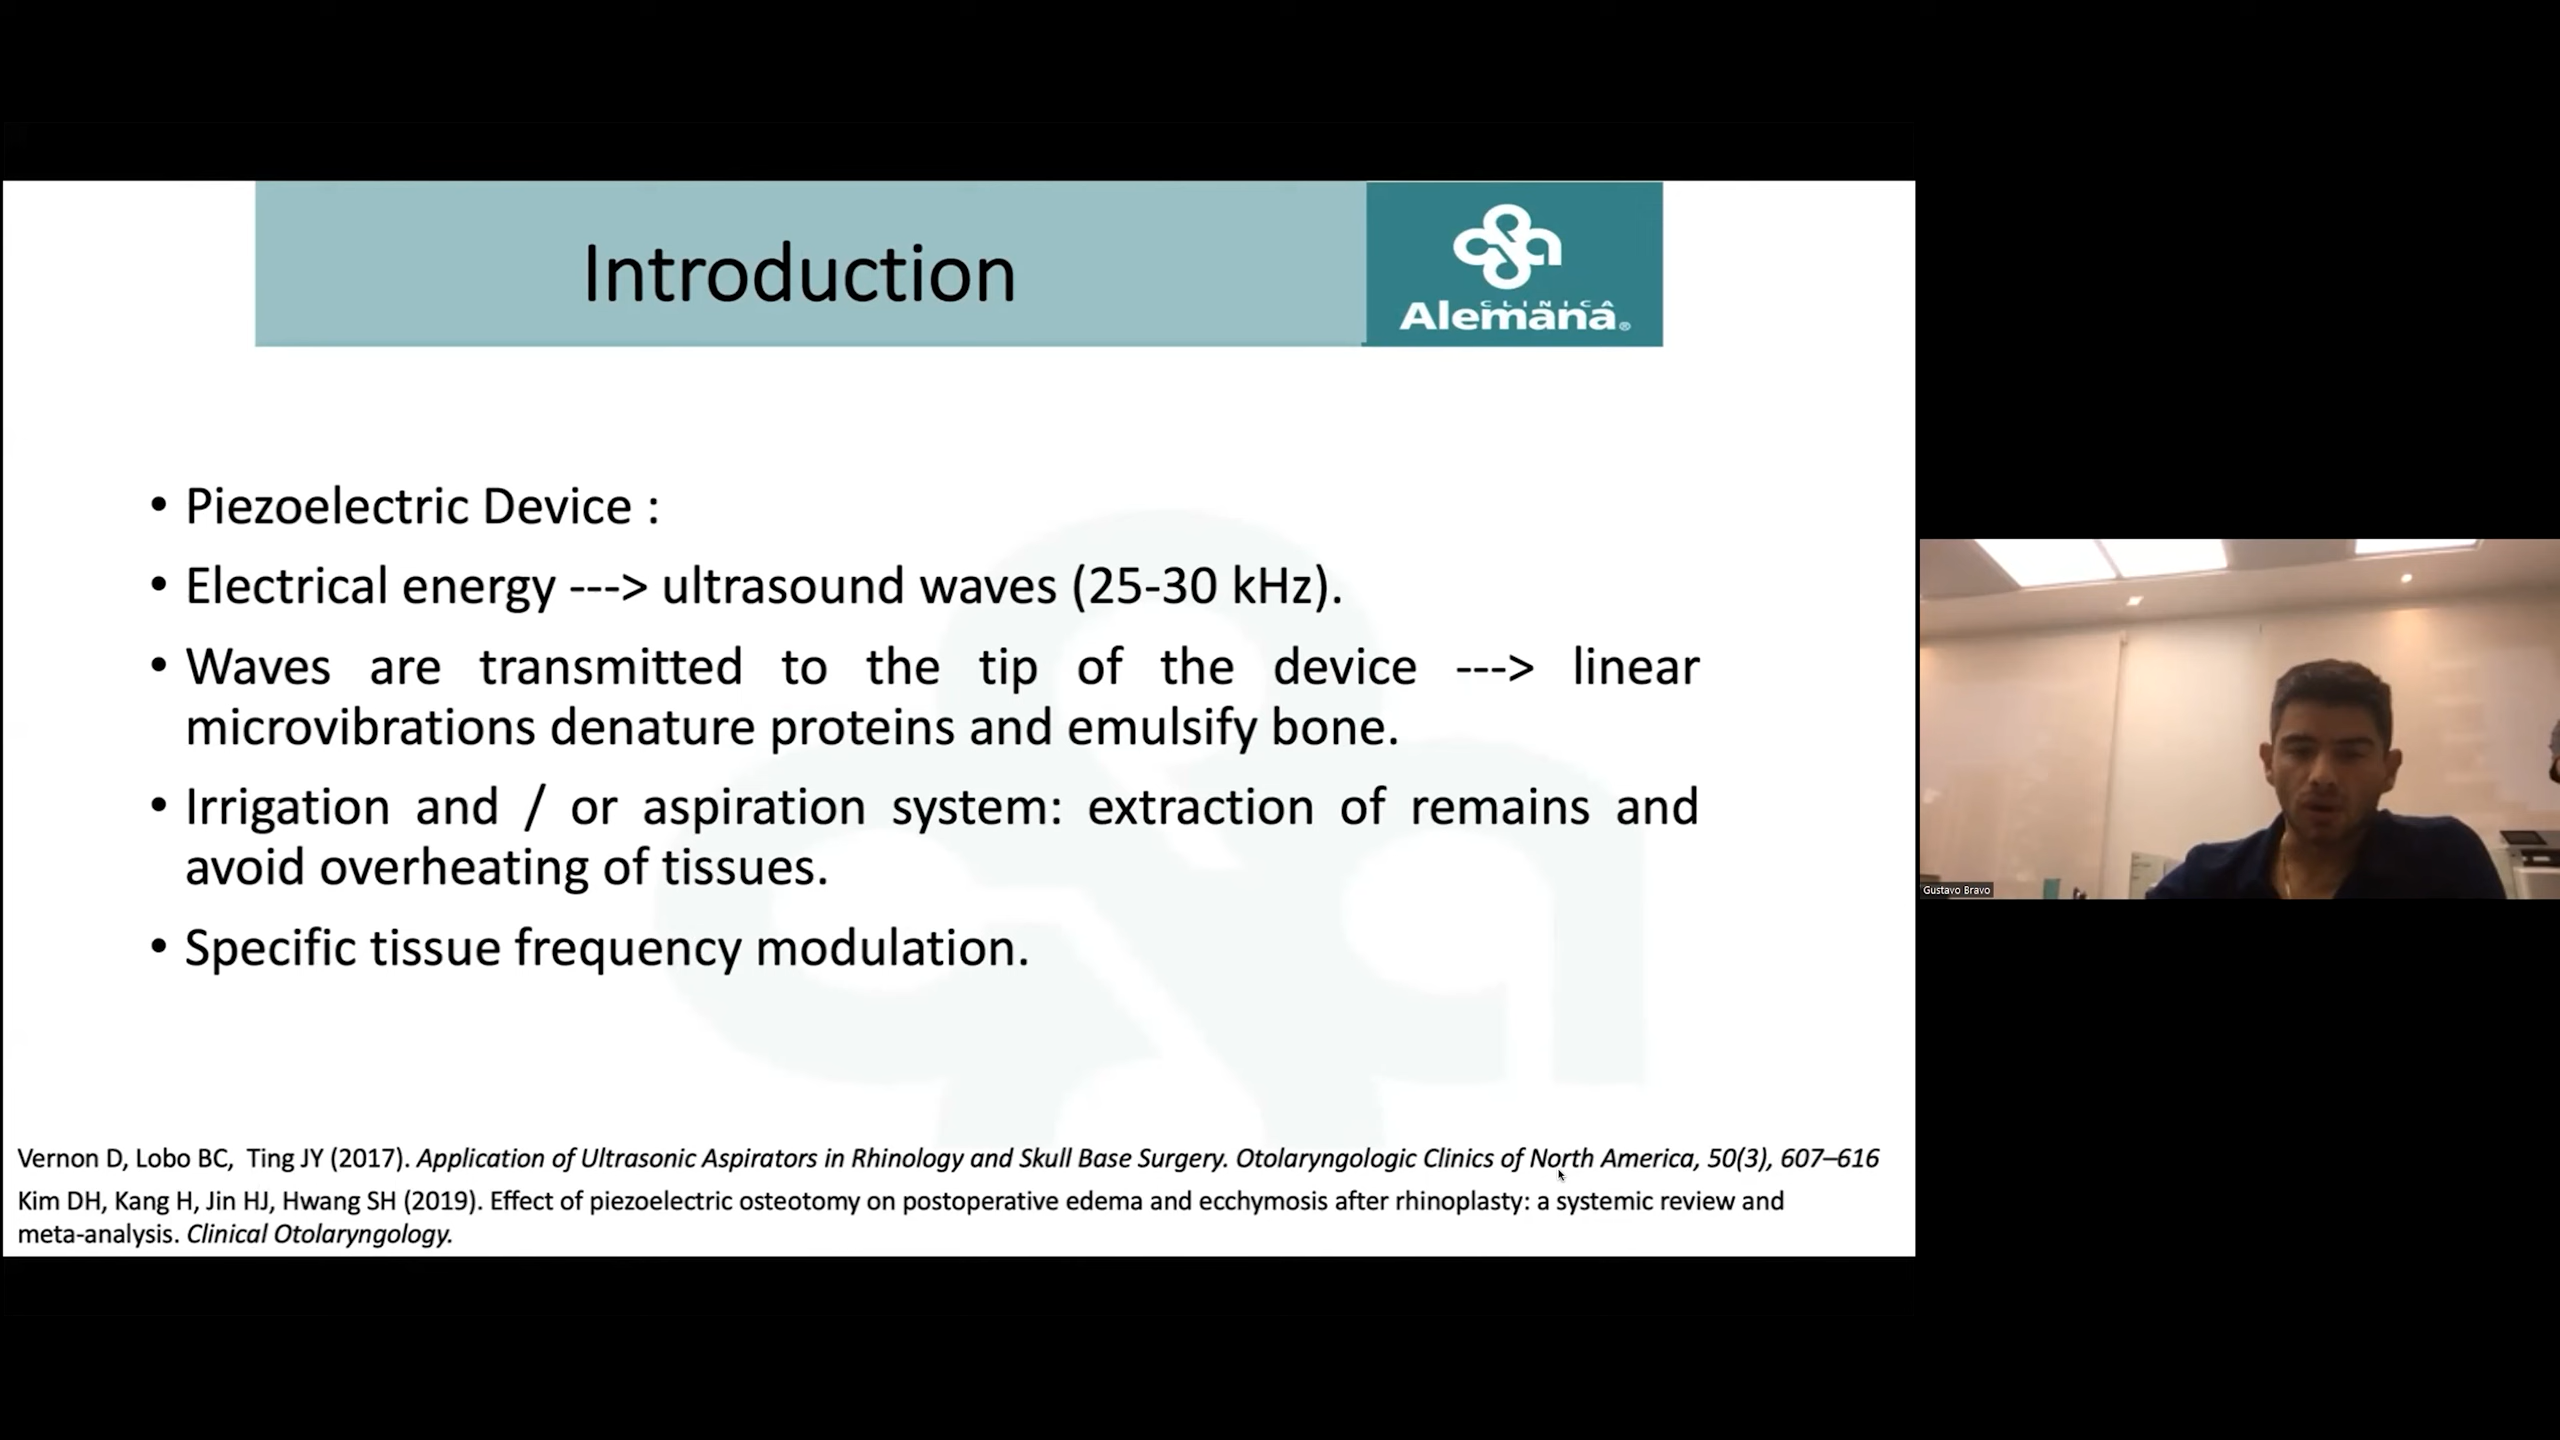 Introduction
CLINICA
Alemana®
• Piezoelectric Device :
• Electrical energy ---> ultrasound waves (25-30 kHz).
• Waves are transmitted to the tip of the device ---> linear
microvibrations denature proteins and emulsify bone.
• Irrigation and / or aspiration system: extraction of remains and
avoid overheating of tissues.
• Specific tissue frequency modulation.
Vernon D, Lobo BC, Ting JY (2017). Application of Ultrasonic Aspirators in Rhinology and Skull Base Surgery. Otolaryngologic Clinics of North America, 50(3), 607–616
Kim DH, Kang H, Jin HJ, Hwang SH (2019). Effect of piezoelectric osteotomy on postoperative edema and ecchymosis after rhinoplasty: a systemic review and
meta-analysis. Clinical Otolaryngology.
Gustavo Bravo